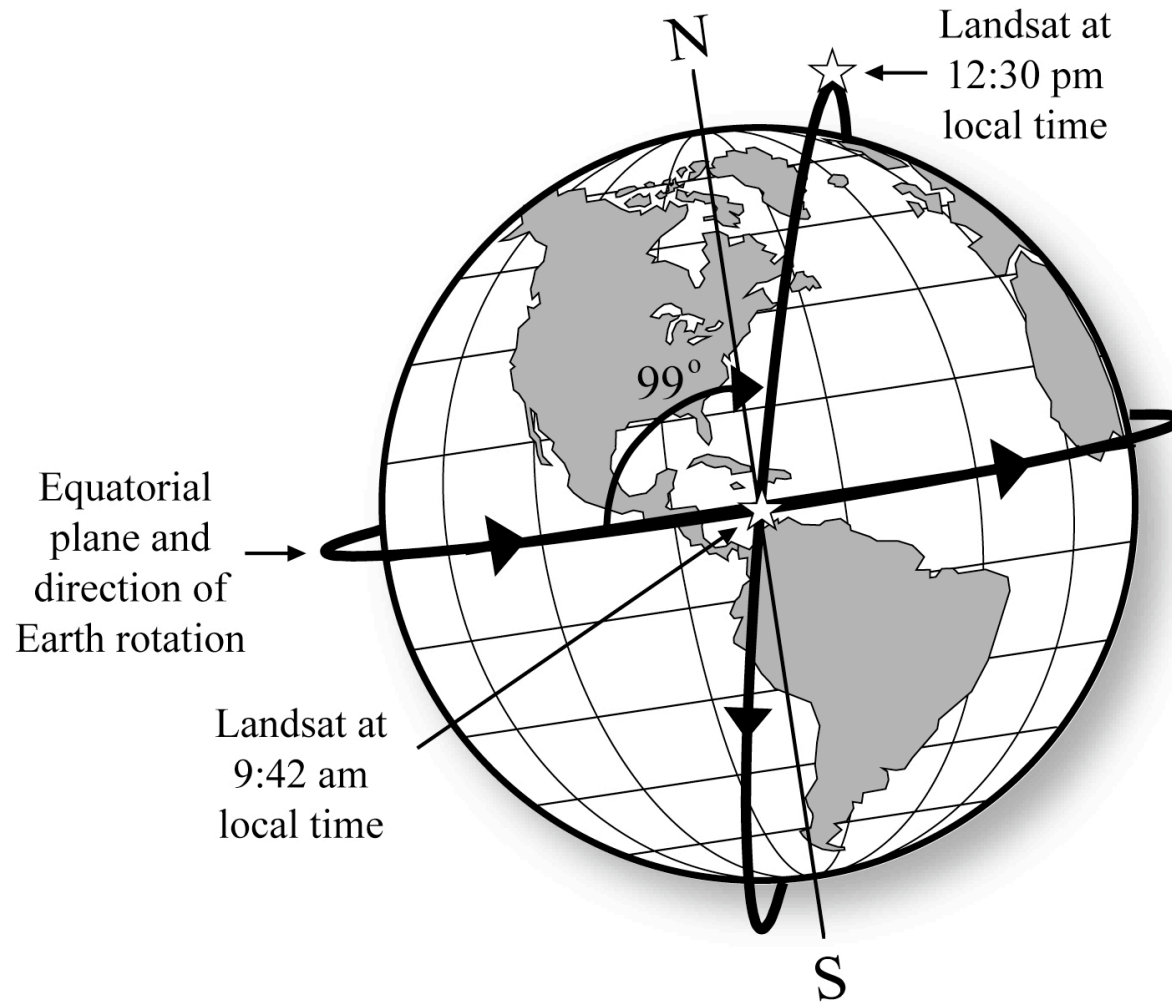 N
Landsat at
12:30 pm
local time
99°
Equatorial
plane and
direction of
Earth rotation
Landsat at
9:42 am
local time
S